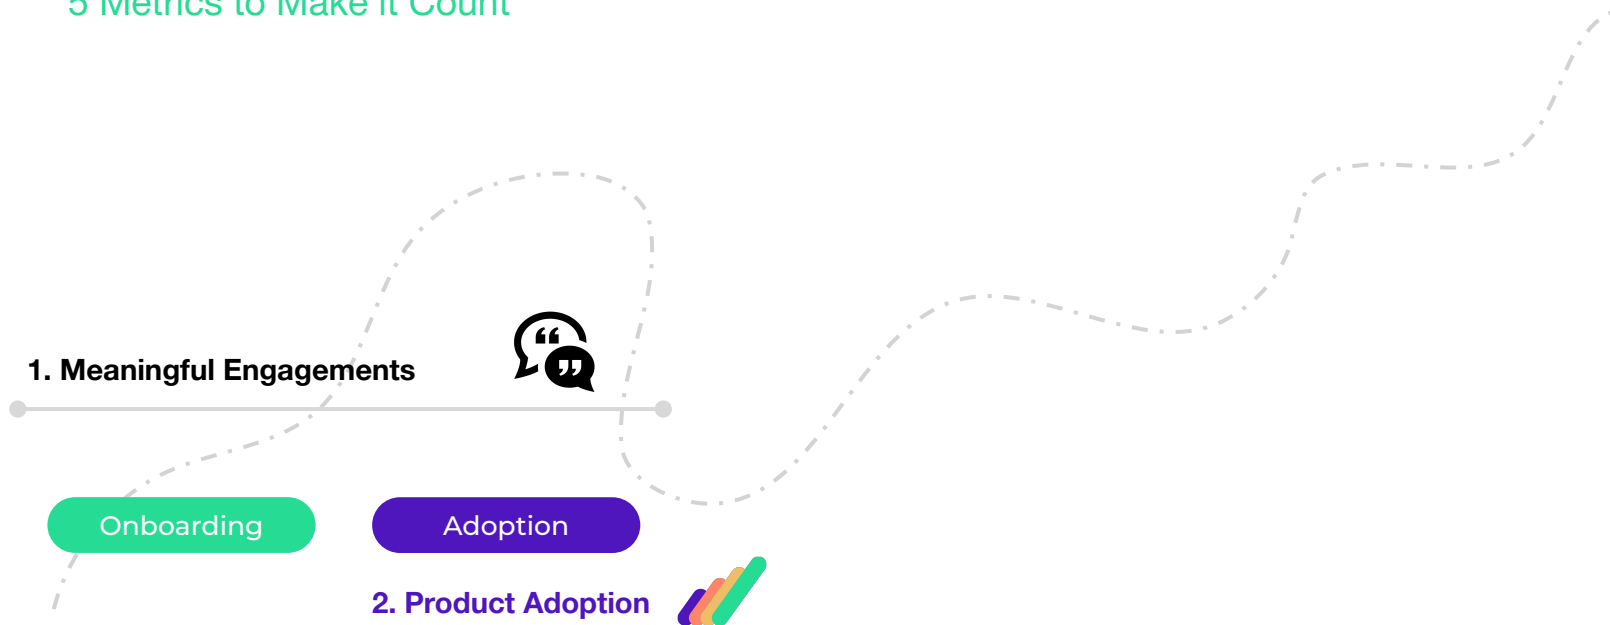 5 Metrics to Make it Count
1. Meaningful Engagements
Onboarding
Adoption
2. Product Adoption